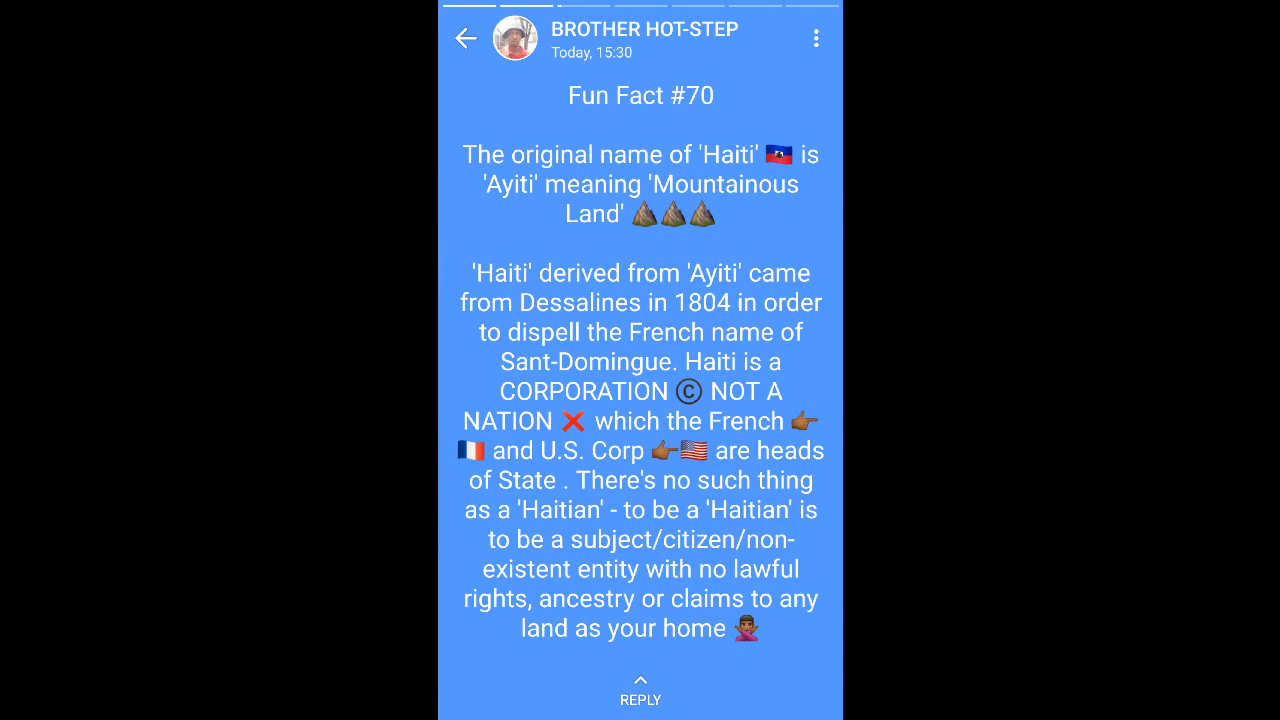 BROTHER HOT-STEP
Today, 15:30
Fun Fact #70
The original name of 'Haiti' 🇭🇹 is
'Ayiti' meaning 'Mountainous
Land' ⛰️⛰️⛰️
'Haiti' derived from 'Ayiti' came
from Dessalines in 1804 in order
to dispell the French name of
Sant-Domingue. Haiti is a
CORPORATION ©️ NOT A
NATION ❌ which the French 👉🏾
🇫🇷 and U.S. Corp 👉🏾🇺🇸 are heads
of State . There's no such thing
as a 'Haitian' - to be a 'Haitian' is
to be a subject/citizen/non-
existent entity with no lawful
rights, ancestry or claims to any
land as your home 🙅🏾
REPLY